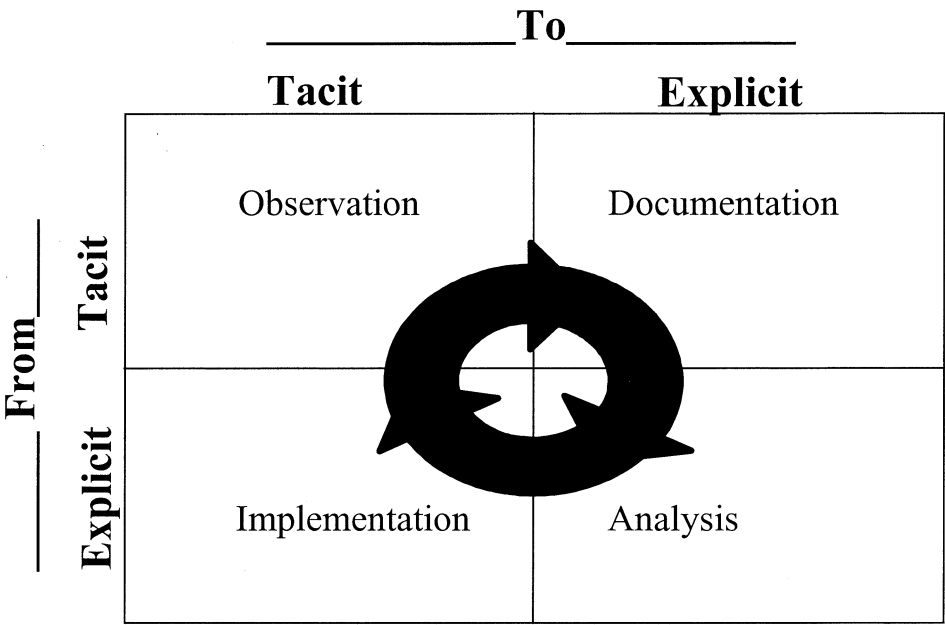 To
Tacit Explicit
From
Tacit
Observation Documentation
Explicit
Implementation Analysis